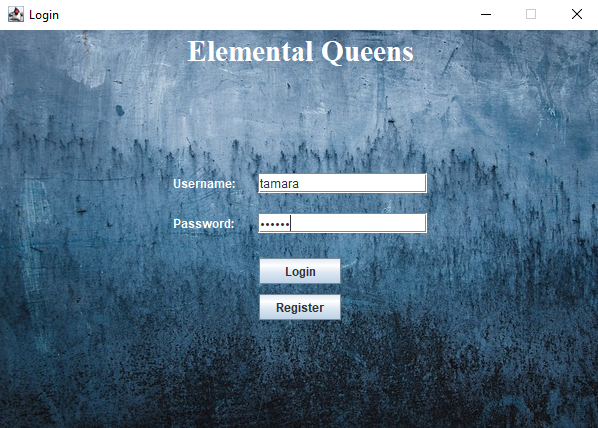 Login
Elemental Queens
Username: tamara
Password: ••••••
Login
Register